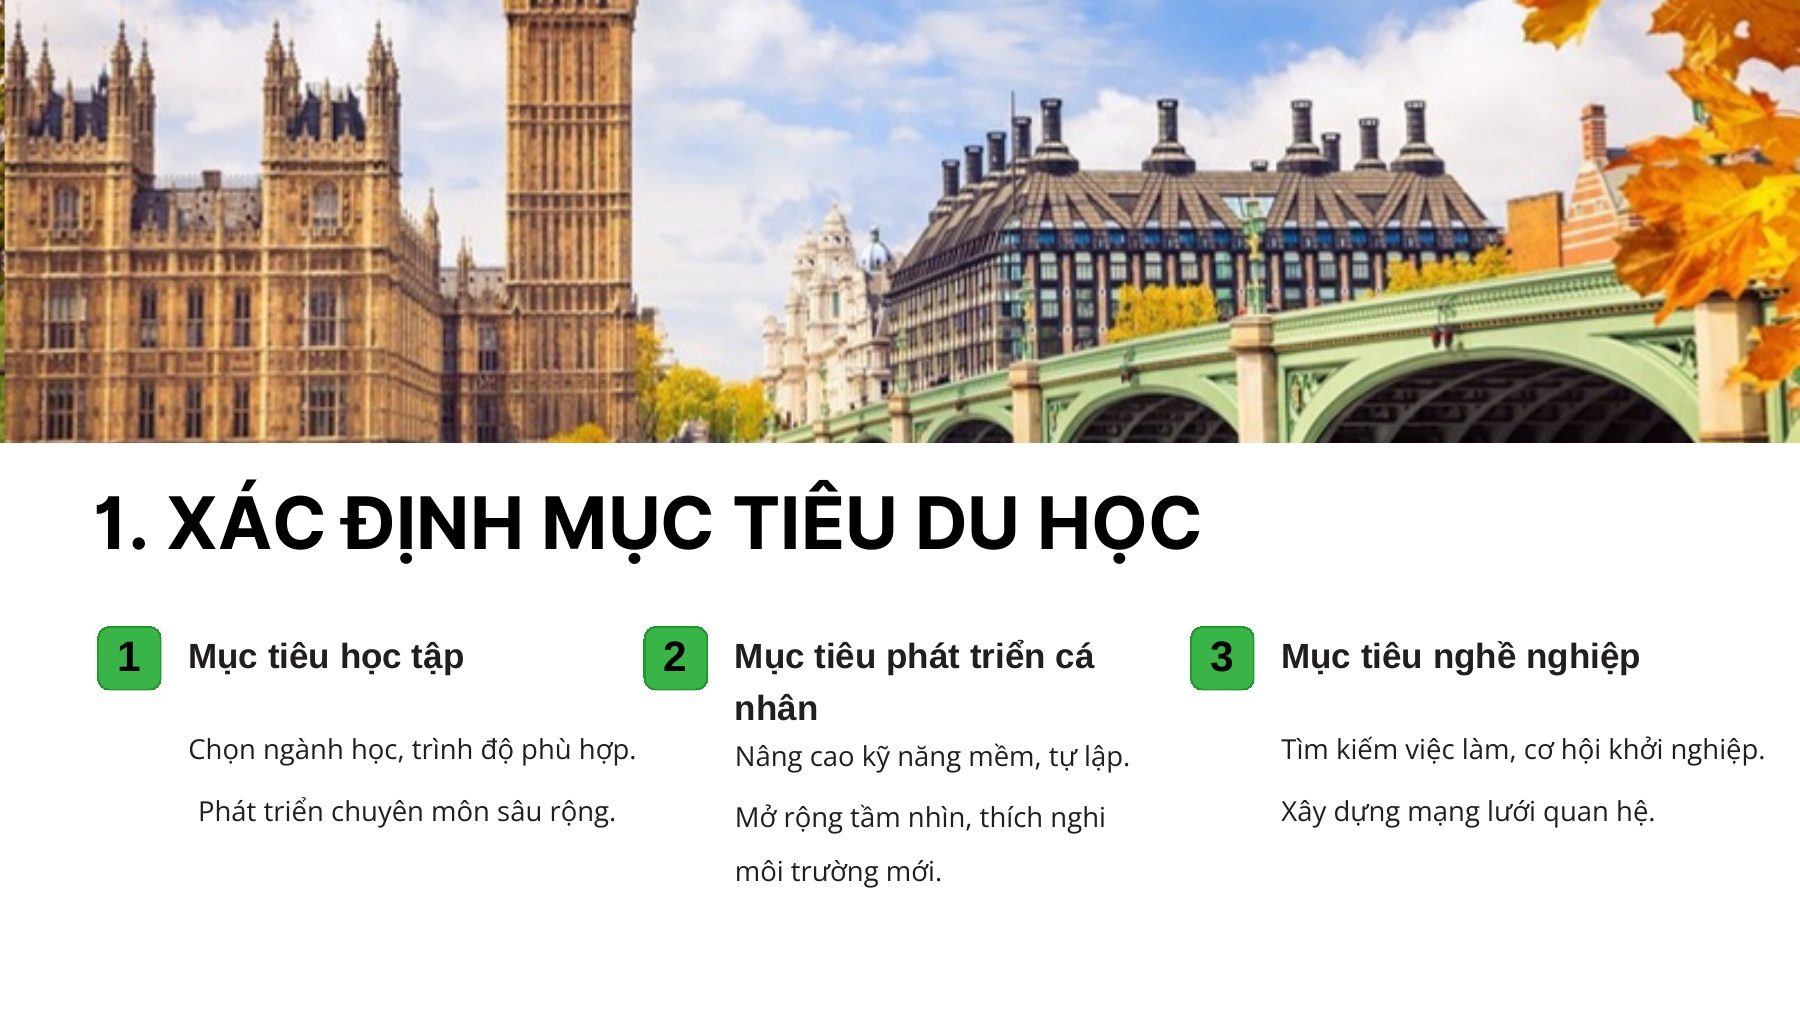 1. XÁC ĐỊNH MỤC TIÊU DU HỌC
1
Mục tiêu học tập
Chọn ngành học, trình độ phù hợp.
Phát triển chuyên môn sâu rộng.
2
Mục tiêu phát triển cá
nhân
Nâng cao kỹ năng mềm, tự lập.
Mở rộng tầm nhìn, thích nghi
môi trường mới.
3
Mục tiêu nghề nghiệp
Tìm kiếm việc làm, cơ hội khởi nghiệp.
Xây dựng mạng lưới quan hệ.